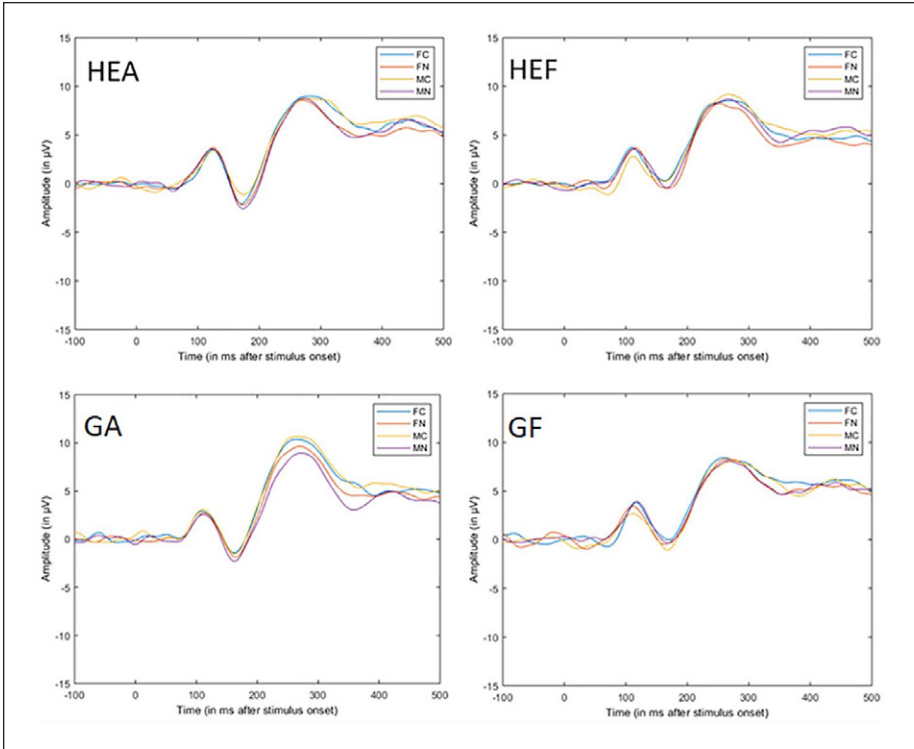 HEA
15
10
5
0
-5
-10
-15
Amplitude (in µV)
-100 0 100 200 300 400 500
Time (in ms after stimulus onset)
FC
FN
MC
MN
HEF
15
10
5
0
-5
-10
-15
Amplitude (in µV)
-100 0 100 200 300 400 500
Time (in ms after stimulus onset)
FC
FN
MC
MN
GA
15
10
5
0
-5
-10
-15
Amplitude (in µV)
-100 0 100 200 300 400 500
Time (in ms after stimulus onset)
FC
FN
MC
MN
GF
15
10
5
0
-5
-10
-15
Amplitude (in µV)
-100 0 100 200 300 400 500
Time (in ms after stimulus onset)
FC
FN
MC
MN